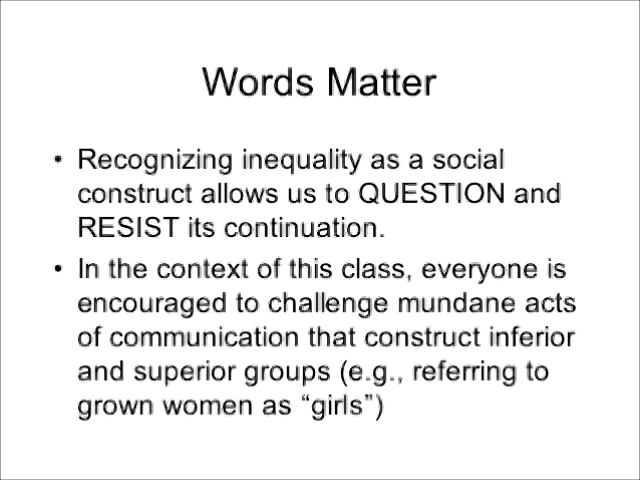 Words Matter
• Recognizing inequality as a social
construct allows us to QUESTION and
RESIST its continuation.
• In the context of this class, everyone is
encouraged to challenge mundane acts
of communication that construct inferior
and superior groups (e.g., referring to
grown women as “girls”)